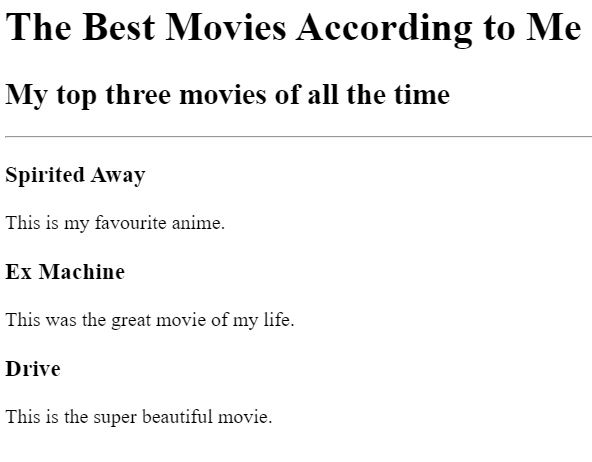 The Best Movies According to Me
My top three movies of all the time
Spirited Away
This is my favourite anime.
Ex Machine
This was the great movie of my life.
Drive
This is the super beautiful movie.